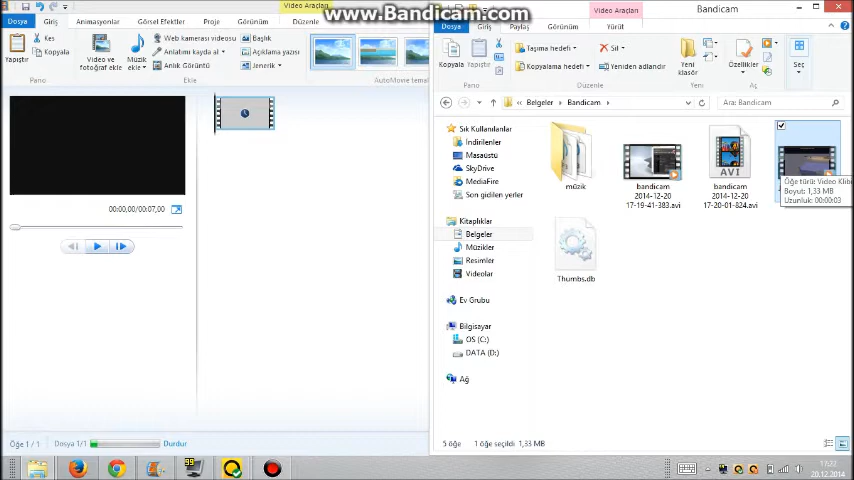 www.Bandicam.com
Video Araçları
Dosya
Giriş
Animasyonlar
Görsel Efektler
Proje
Görünüm
Düzenle
Yapıştır
Kes
Kopyala
Pano
Video ve
fotoğraf ekle
Müzik
ekle
Web kamerası videosu
Anlatımı kayda al
Anlık Görüntü
Başlık
Açıklama yazısı
Jenerik
Ekle
AutoMovie temal
00:00,00/00:07,00
Öğe 1 / 1
Dosya 1/1
Durdur
Video Araçları
Bandicam
Dosya
Giriş
Paylaş
Görünüm
Yürüt
Kopyala
Yapıştır
Pano
Taşıma hedefi
Kopyalama hedefi
Sil
Yeniden adlandır
Düzenle
Yeni
klasör
Yeni
Özellikler
Aç
Seç
Belgeler
Bandicam
Ara: Bandicam
Sık Kullanılanlar
İndirilenler
Masaüstü
SkyDrive
MediaFire
Son gidilen yerler
Kitaplıklar
Belgeler
Müzikler
Resimler
Videolar
Ev Grubu
Bilgisayar
OS (C:)
DATA (D:)
Ağ
müzik
bandicam
2014-12-20
17-19-41-383.avi
AVI
bandicam
2014-12-20
17-20-01-824.avi
Öğe türü: Video Klibi
Boyut: 1,33 MB
Uzunluk: 00:00:03
Thumbs.db
5 öğe
1 öğe seçildi 1,33 MB
99
17:22
20.12.2014